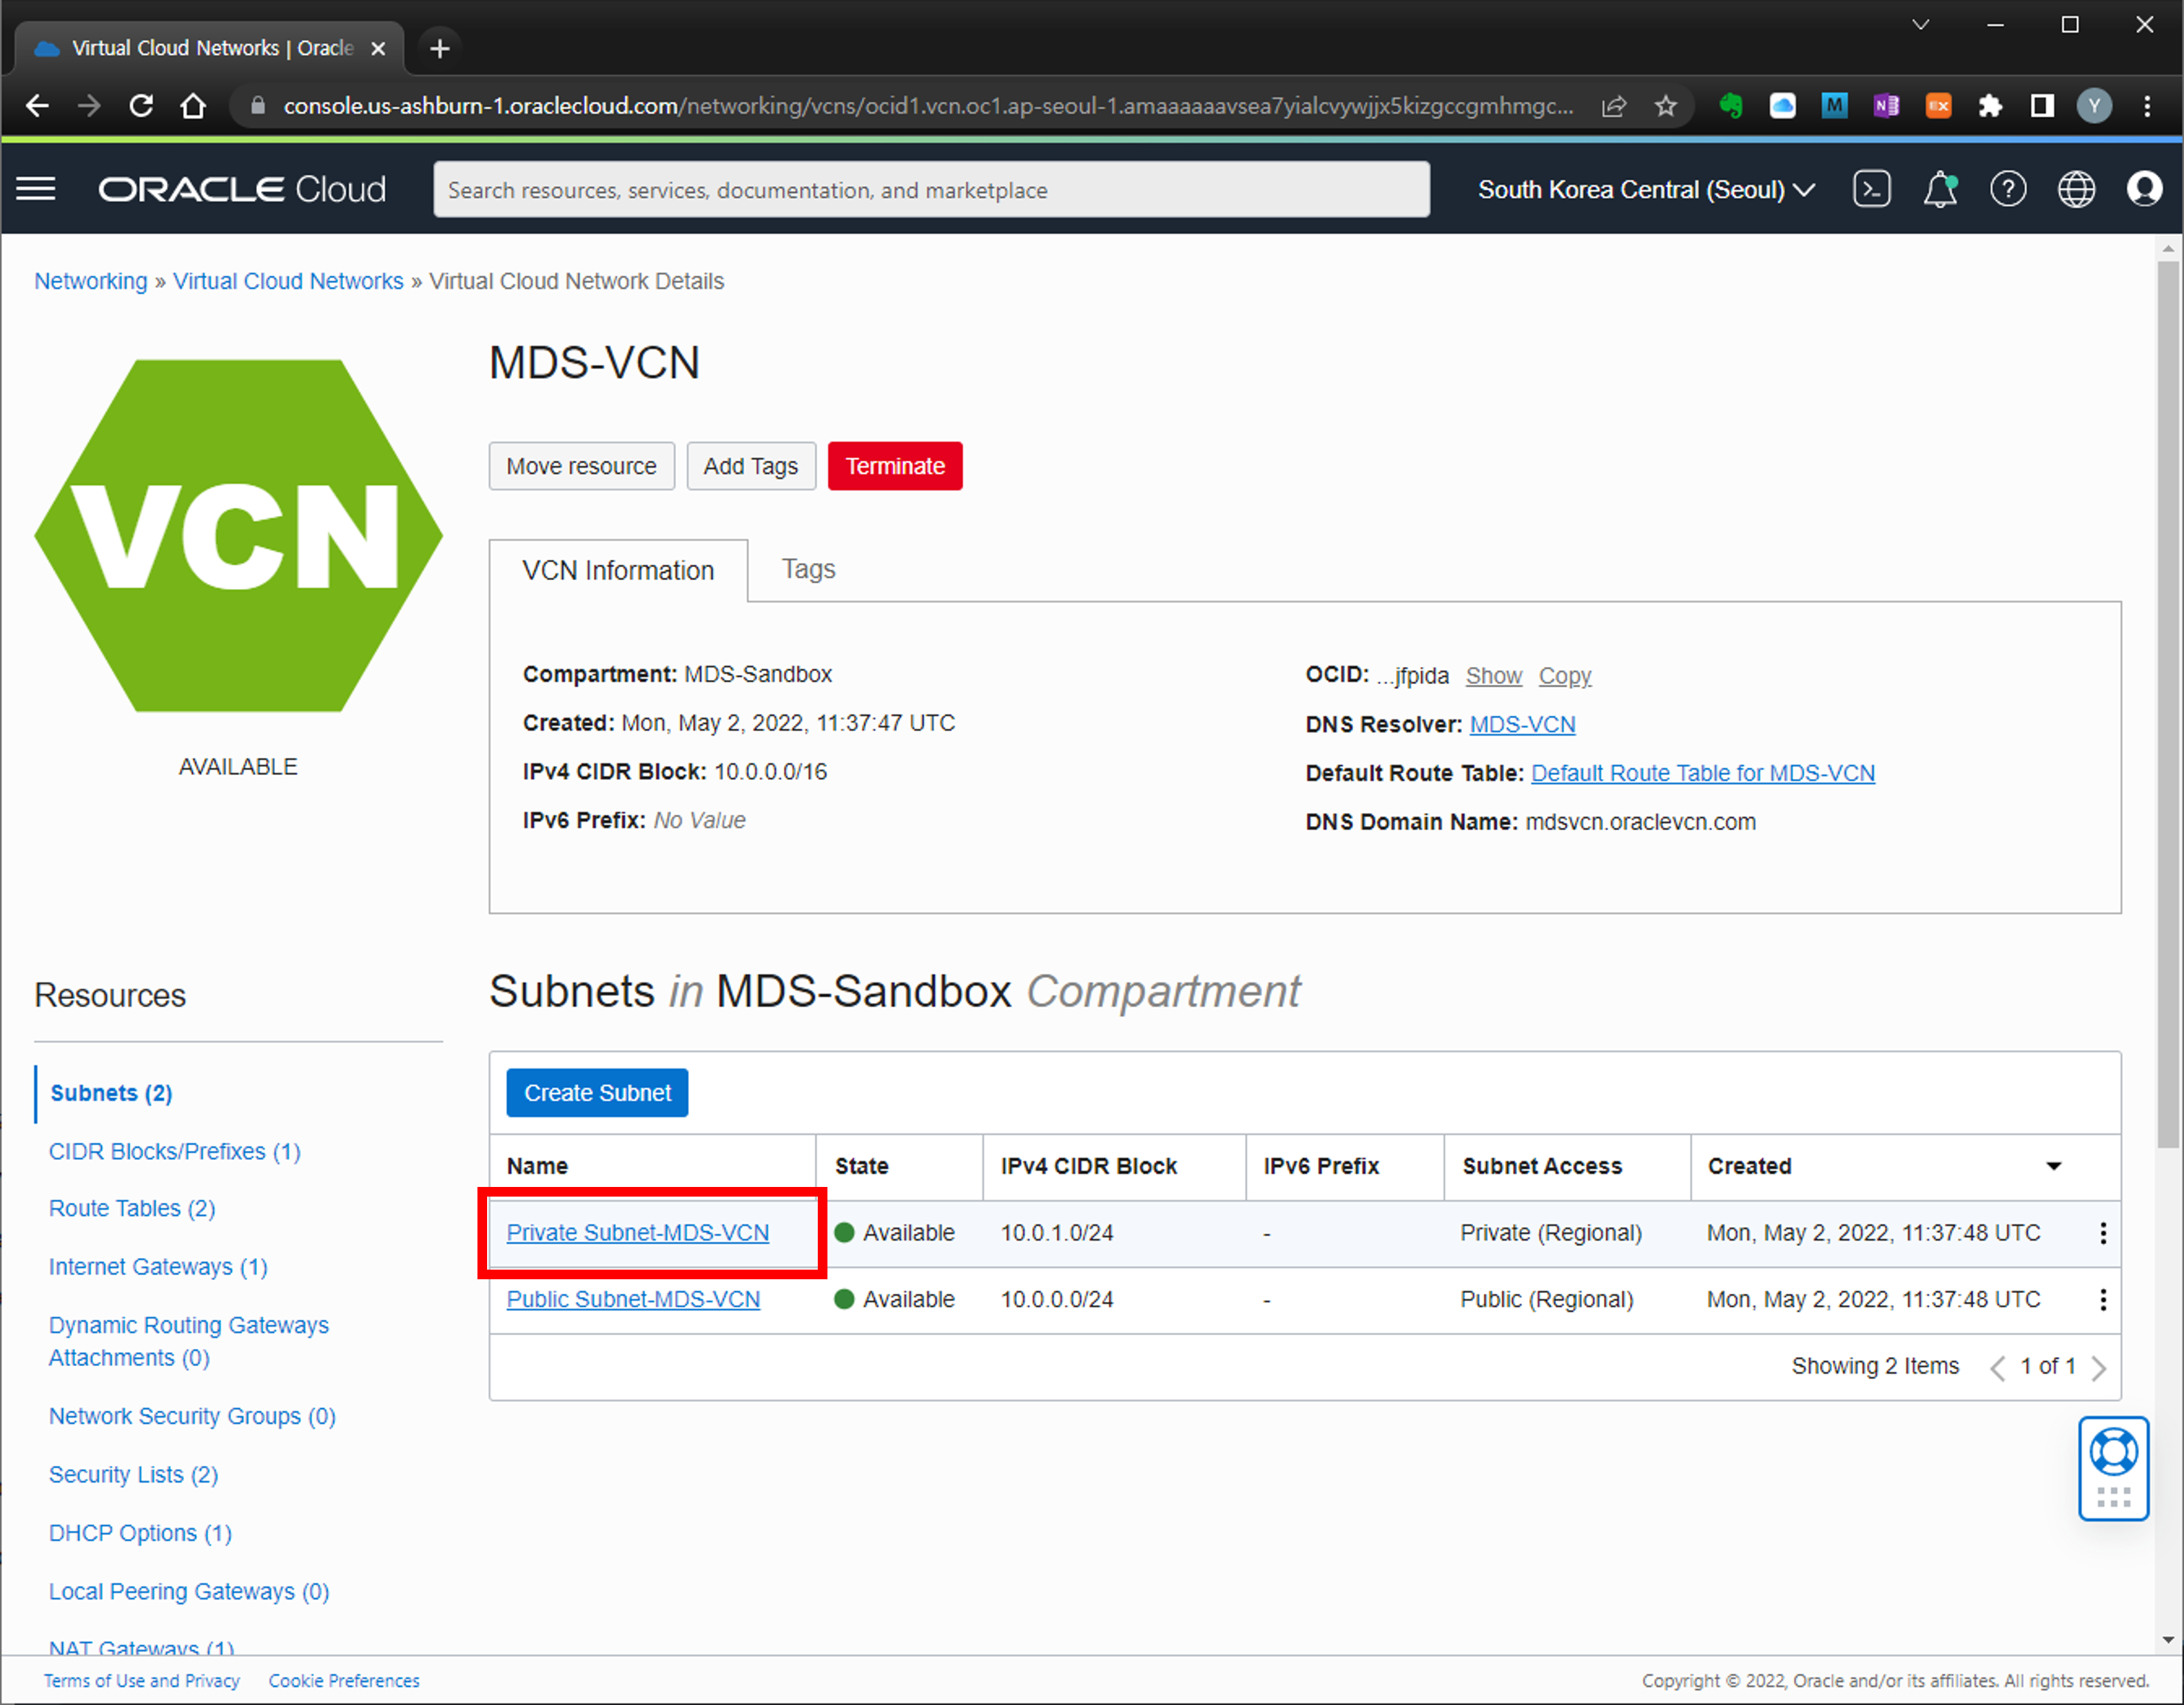 Virtual Cloud Networks | Oracle
console.us-ashburn-1.oraclecloud.com/networking/vcns/ocid1.vcn.oc1.ap-seoul-1.amaaaaaavsea7yialcvywjjx5kizgccgmhmgc...
M
N
EX
Y
ORACLE Cloud
Search resources, services, documentation, and marketplace
South Korea Central (Seoul)
Networking » Virtual Cloud Networks » Virtual Cloud Network Details
VCN
AVAILABLE
MDS-VCN
Move resource
Add Tags
Terminate
VCN Information
Tags
Compartment: MDS-Sandbox
Created: Mon, May 2, 2022, 11:37:47 UTC
IPv4 CIDR Block: 10.0.0.0/16
IPv6 Prefix: No Value
OCID: ...jfpida Show Copy
DNS Resolver: MDS-VCN
Default Route Table: Default Route Table for MDS-VCN
DNS Domain Name: mdsvcn.oraclevcn.com
Resources
Subnets (2)
CIDR Blocks/Prefixes (1)
Route Tables (2)
Internet Gateways (1)
Dynamic Routing Gateways
Attachments (0)
Network Security Groups (0)
Security Lists (2)
DHCP Options (1)
Local Peering Gateways (0)
NAT Gateways (1)
Subnets in MDS-Sandbox Compartment
Create Subnet
Name State IPv4 CIDR Block IPv6 Prefix Subnet Access Created
Private Subnet-MDS-VCN Available 10.0.1.0/24 - Private (Regional) Mon, May 2, 2022, 11:37:48 UTC
Public Subnet-MDS-VCN Available 10.0.0.0/24 - Public (Regional) Mon, May 2, 2022, 11:37:48 UTC
Showing 2 Items 1 of 1
Terms of Use and Privacy Cookie Preferences
Copyright © 2022, Oracle and/or its affiliates. All rights reserved.